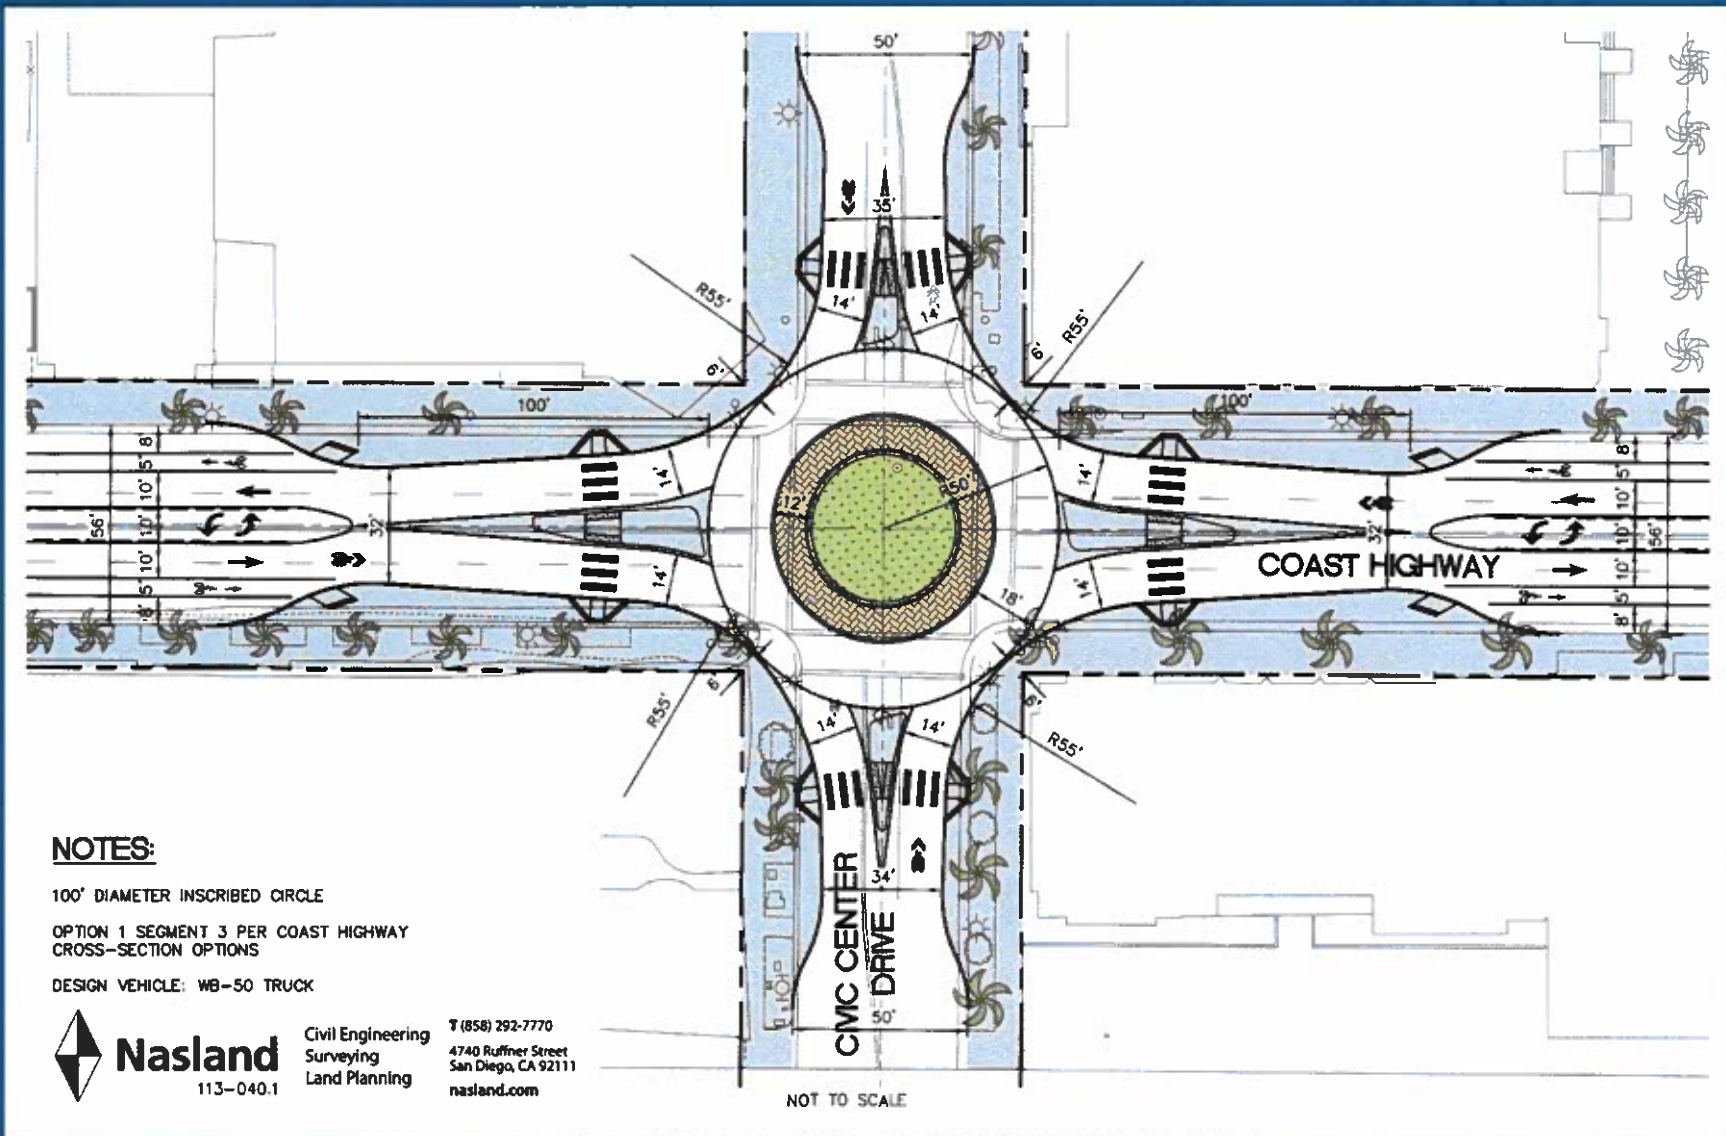 50'
35'
14'
14'
R55'
R55'
6'
6'
100'
100'
8'
5'
10'
10'
10'
5'
8'
56'
32'
14'
14'
12'
50'
18'
14'
14'
32'
8'
5'
10'
10'
10'
5'
8'
56'
COAST HIGHWAY
6'
6'
R55'
R55'
14'
14'
34'
CIVIC CENTER
DRIVE
50'
NOTES:
100' DIAMETER INSCRIBED CIRCLE
OPTION 1 SEGMENT 3 PER COAST HIGHWAY
CROSS-SECTION OPTIONS
DESIGN VEHICLE: WB-50 TRUCK
Nasland
113-040.1
Civil Engineering
Surveying
Land Planning
T (858) 292-7770
4740 Ruffner Street
San Diego, CA 92111
nasland.com
NOT TO SCALE